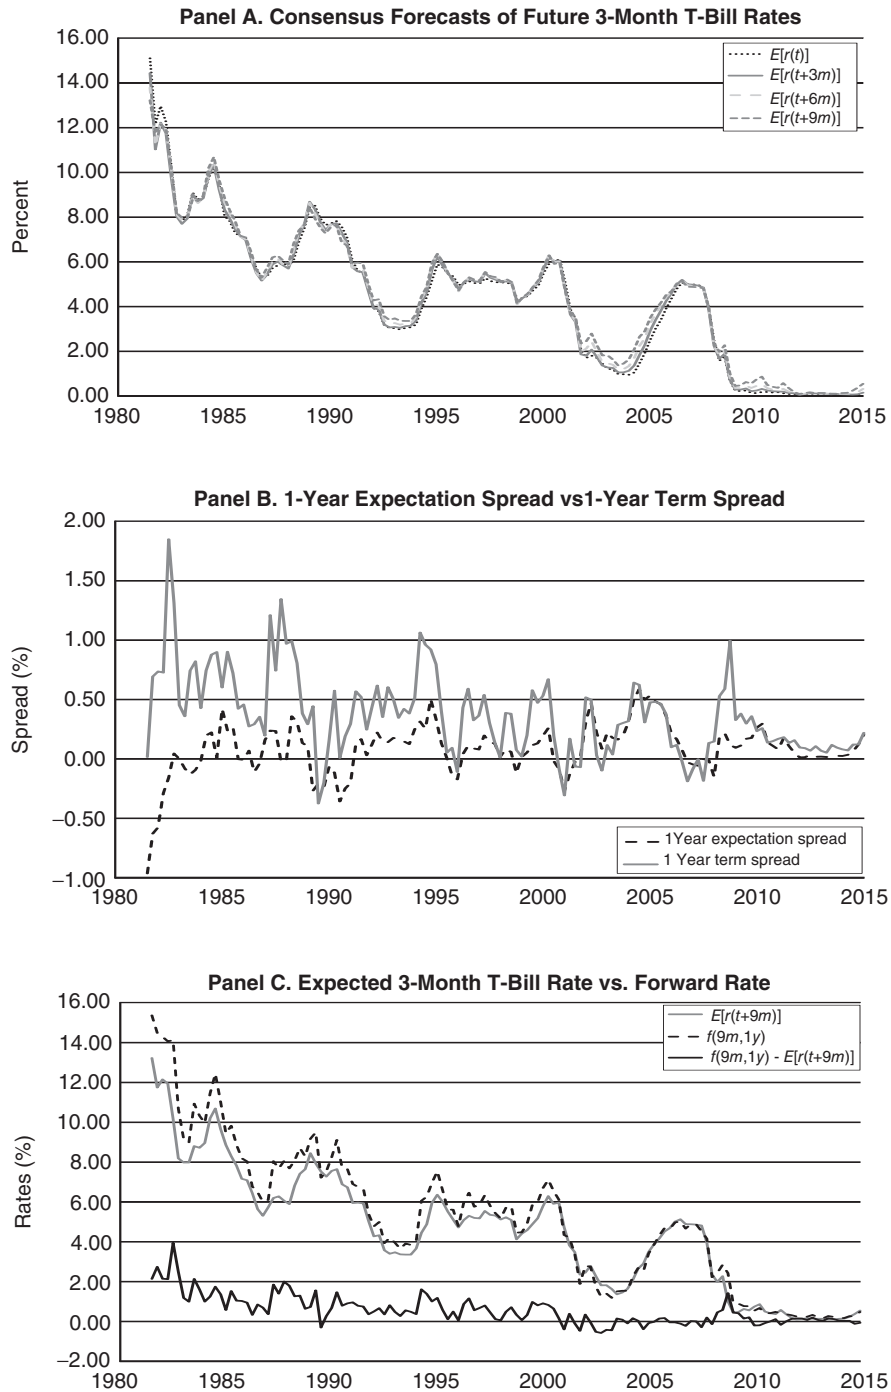 Panel A. Consensus Forecasts of Future 3-Month T-Bill Rates
16.00
14.00
12.00
10.00
8.00
6.00
4.00
2.00
0.00
Percent
E[r(t)]
E[r(t+3m)]
E[r(t+6m)]
E[r(t+9m)]
1980 1985 1990 1995 2000 2005 2010 2015
Panel B. 1-Year Expectation Spread vs1-Year Term Spread
2.00
1.50
1.00
0.50
0.00
−0.50
−1.00
Spread (%)
1Year expectation spread
1 Year term spread
1980 1985 1990 1995 2000 2005 2010 2015
Panel C. Expected 3-Month T-Bill Rate vs. Forward Rate
16.00
14.00
12.00
10.00
8.00
6.00
4.00
2.00
0.00
−2.00
Rates (%)
E[r(t+9m)]
f(9m,1y)
f(9m,1y) - E[r(t+9m)]
1980 1985 1990 1995 2000 2005 2010 2015